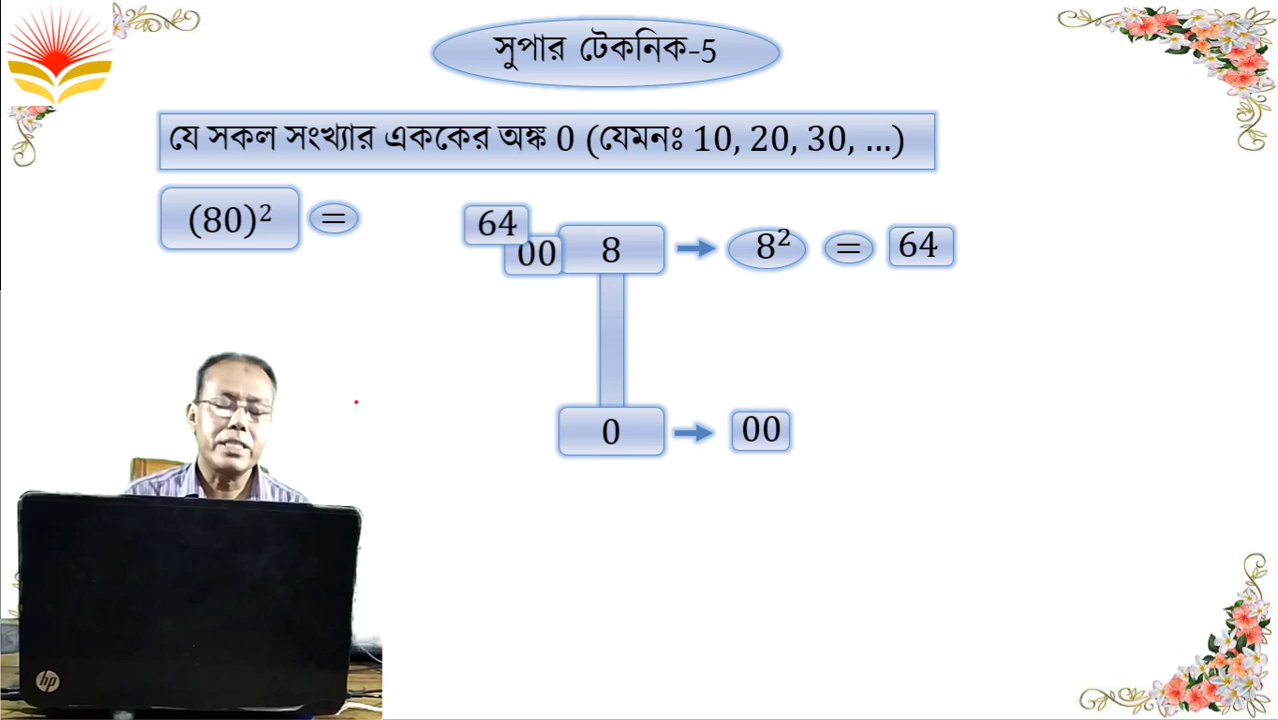 সুপার টেকনিক-5
যে সকল সংখ্যার এককের অঙ্ক 0 (যেমনঃ 10, 20, 30, ...)
(80)² =
64
00 8 → 8² = 64
0 → 00
hp